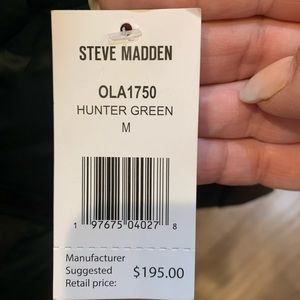 STEVE MADDEN
OLA1750
HUNTER GREEN
M
1 97675 04027 8
Manufacturer
Suggested
Retail price: $195.00